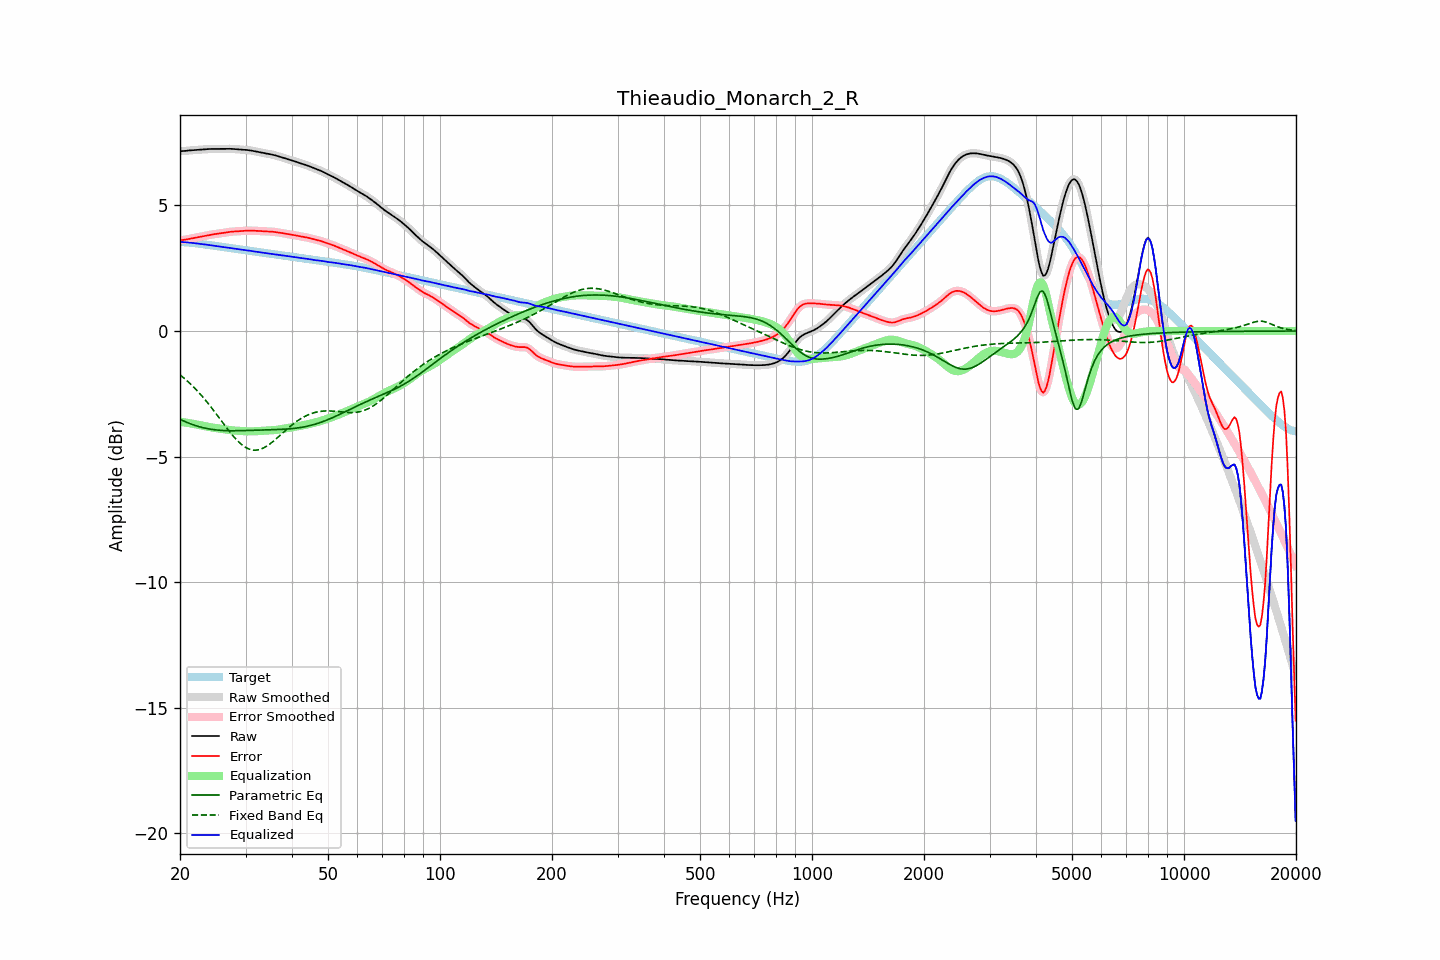 Thieaudio_Monarch_2_R
Amplitude (dBr)
5
0
−5
−10
−15
−20
Target
Raw Smoothed
Error Smoothed
Raw
Error
Equalization
Parametric Eq
Fixed Band Eq
Equalized
20 50 100 200 500 1000 2000 5000 10000 20000
Frequency (Hz)